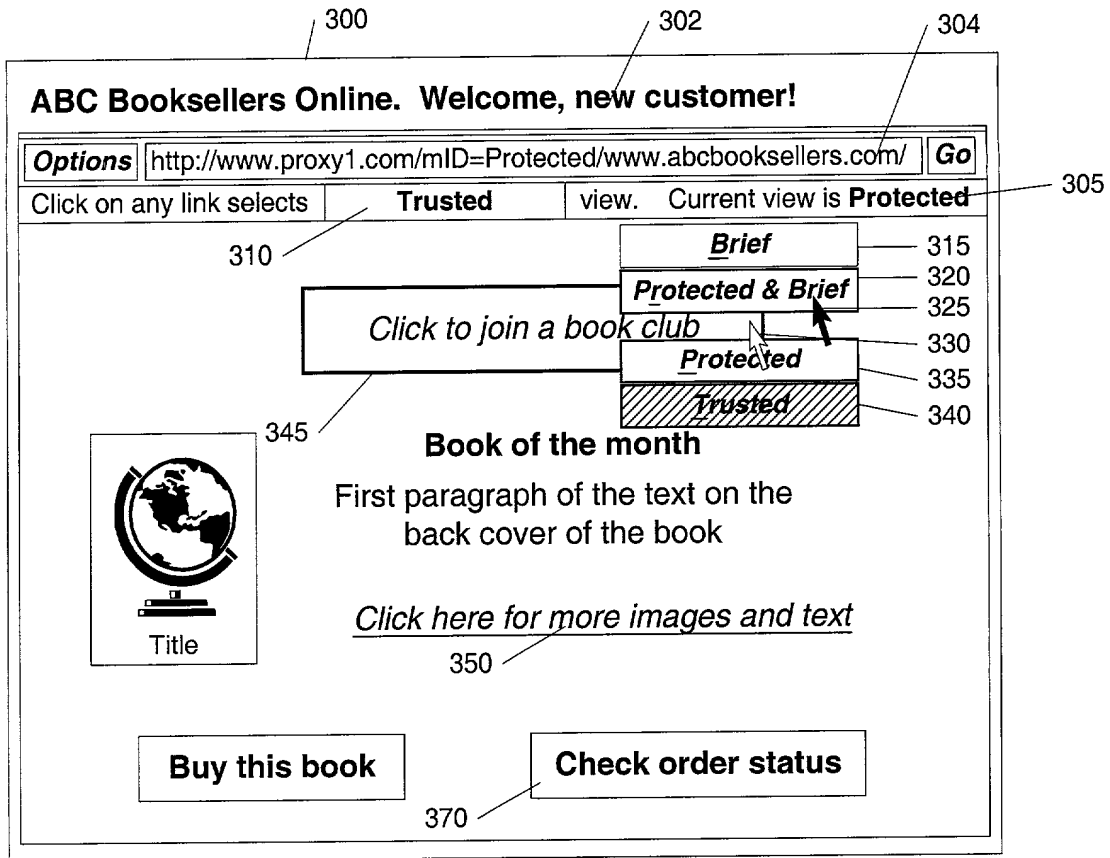 300
302
304
ABC Booksellers Online. Welcome, new customer!
Options http://www.proxy1.com/mID=Protected/www.abcbooksellers.com/ Go
305
Click on any link selects Trusted view. Current view is Protected
310
Brief 315
Protected & Brief 320
325
Click to join a book club 330
Protected 335
Trusted 340
345
Book of the month
First paragraph of the text on the
back cover of the book
Click here for more images and text
Title
350
Buy this book Check order status
370